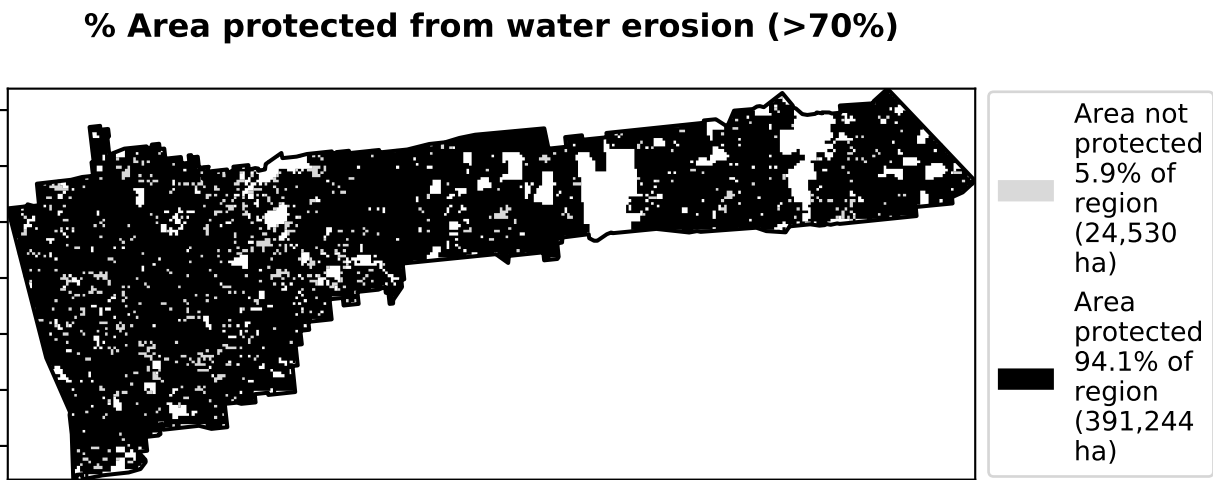 % Area protected from water erosion (>70%)
Area not
protected
5.9% of
region
(24,530
ha)
Area
protected
94.1% of
region
(391,244
ha)